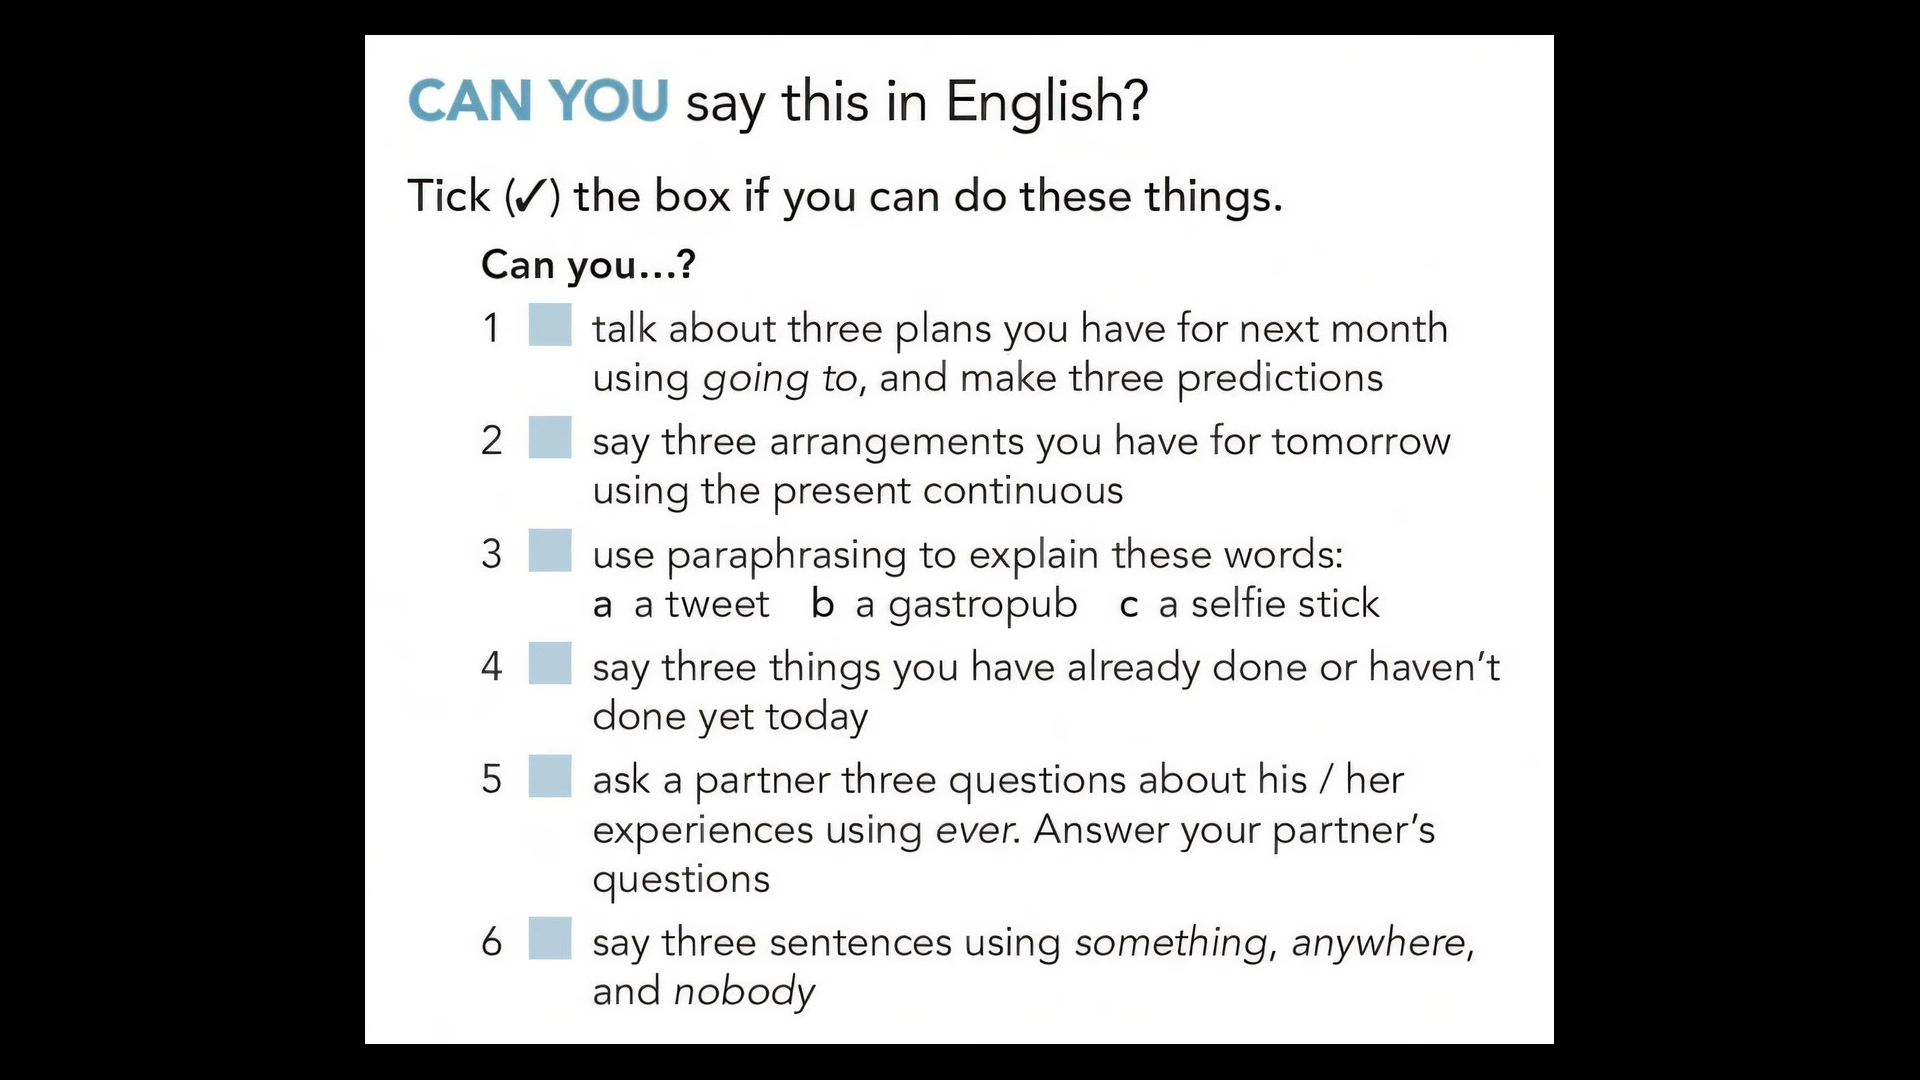 CAN YOU say this in English?
Tick (✓) the box if you can do these things.
Can you...?
1 talk about three plans you have for next month
using going to, and make three predictions
2 say three arrangements you have for tomorrow
using the present continuous
3 use paraphrasing to explain these words:
a a tweet b a gastropub c a selfie stick
4 say three things you have already done or haven't
done yet today
5 ask a partner three questions about his / her
experiences using ever. Answer your partner's
questions
6 say three sentences using something, anywhere,
and nobody